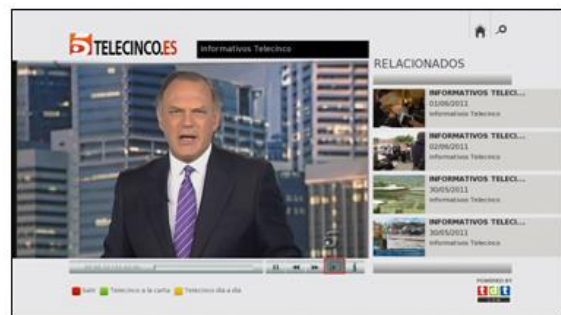 5 TELECINCO.ES
Informativos Telecinco
RELACIONADOS
INFORMATIVOS TELECI...
01/06/2011
Informativos Telecinco
INFORMATIVOS TELECI...
02/06/2011
Informativos Telecinco
INFORMATIVOS TELECI...
30/05/2011
Informativos Telecinco
INFORMATIVOS TELECI...
30/05/2011
Informativos Telecinco
Salir Telecinco a la carta Telecinco día a día
POWERED BY
tdt